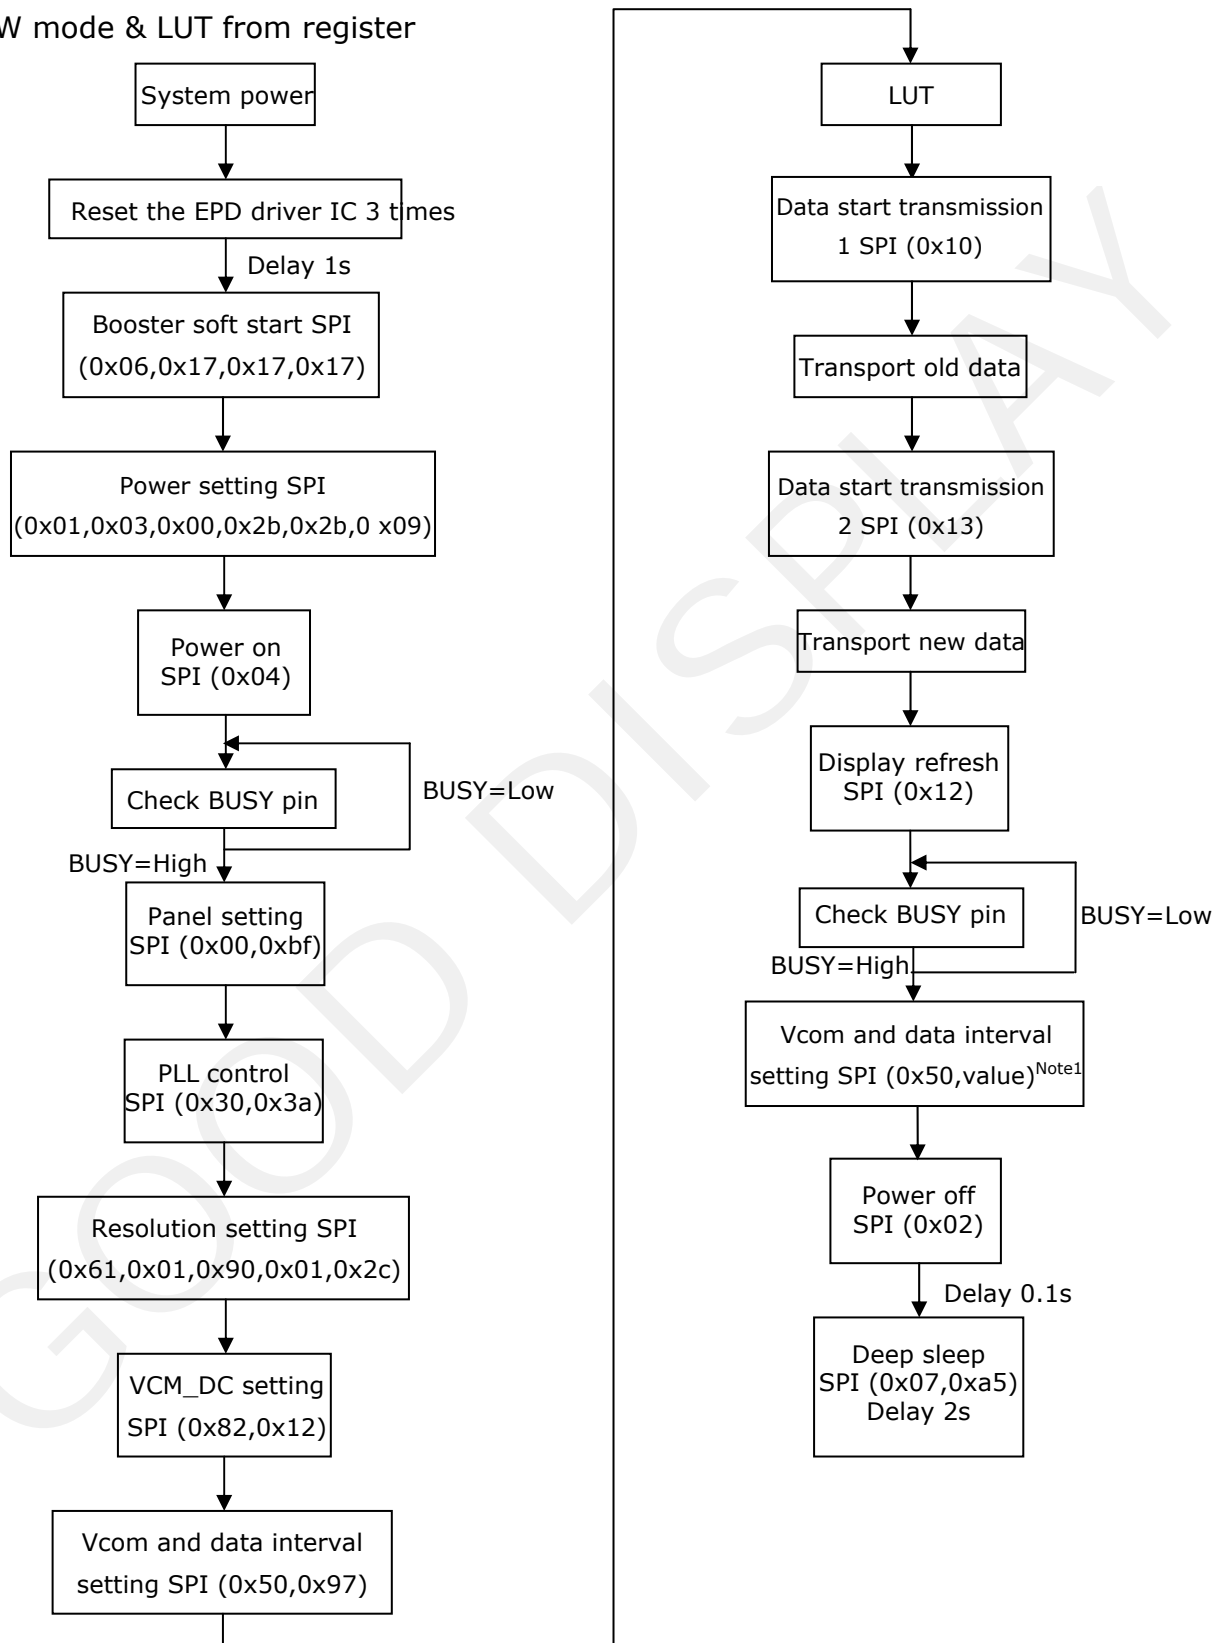 W mode & LUT from register
System power
Reset the EPD driver IC 3 times
Delay 1s
Booster soft start SPI
(0x06,0x17,0x17,0x17)
Power setting SPI
(0x01,0x03,0x00,0x2b,0x2b,0 x09)
Power on
SPI (0x04)
Check BUSY pin
BUSY=Low
BUSY=High
Panel setting
SPI (0x00,0xbf)
PLL control
SPI (0x30,0x3a)
Resolution setting SPI
(0x61,0x01,0x90,0x01,0x2c)
VCM_DC setting
SPI (0x82,0x12)
Vcom and data interval
setting SPI (0x50,0x97)
LUT
Data start transmission
1 SPI (0x10)
Transport old data
Data start transmission
2 SPI (0x13)
Transport new data
Display refresh
SPI (0x12)
Check BUSY pin
BUSY=Low
BUSY=High
Vcom and data interval
setting SPI (0x50,value)Note1
Power off
SPI (0x02)
Delay 0.1s
Deep sleep
SPI (0x07,0xa5)
Delay 2s
GOOD DISPLAY